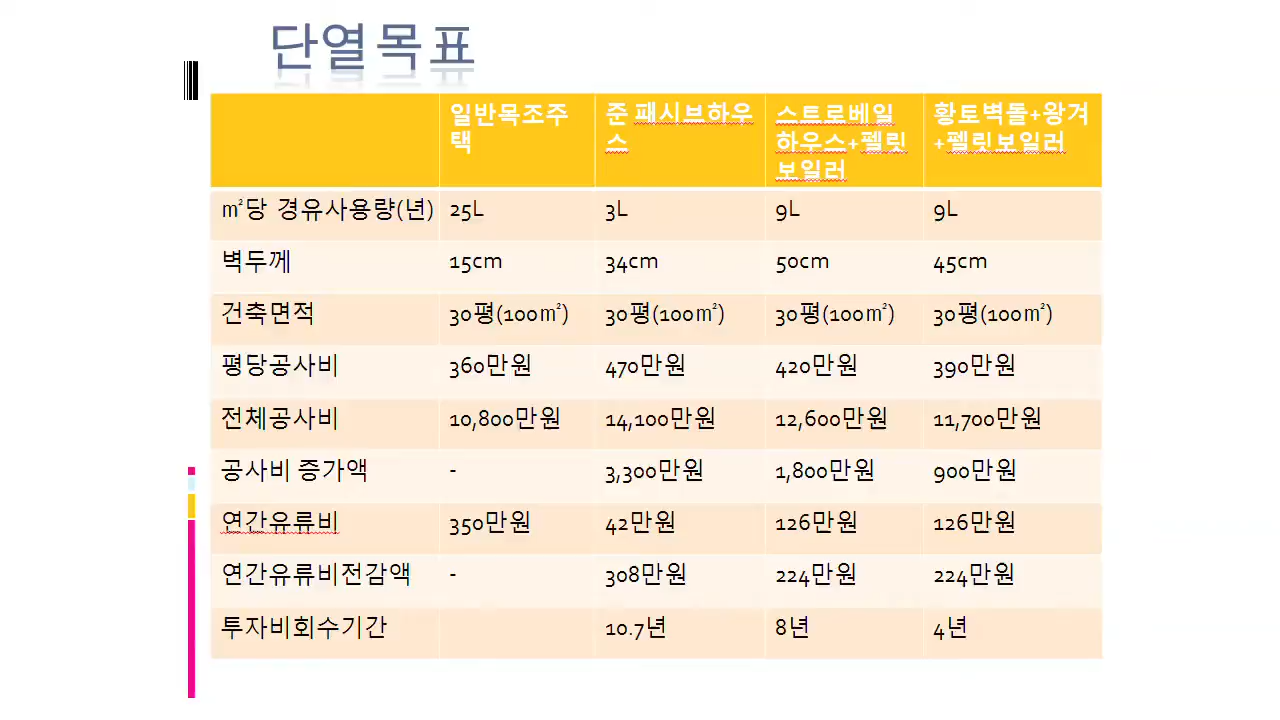 단열목표
일반목조주
택
준 패시브하우
스
스트로베일
하우스+펠릿
보일러
황토벽돌+왕겨
+펠릿보일러
㎡당 경유사용량(년) 25L 3L 9L 9L
벽두께 15cm 34cm 50cm 45cm
건축면적 30평(100㎡) 30평(100㎡) 30평(100㎡) 30평(100㎡)
평당공사비 360만원 470만원 420만원 390만원
전체공사비 10,800만원 14,100만원 12,600만원 11,700만원
공사비 증가액 - 3,300만원 1,800만원 900만원
연간유류비 350만원 42만원 126만원 126만원
연간유류비전감액 - 308만원 224만원 224만원
투자비회수기간 10.7년 8년 4년